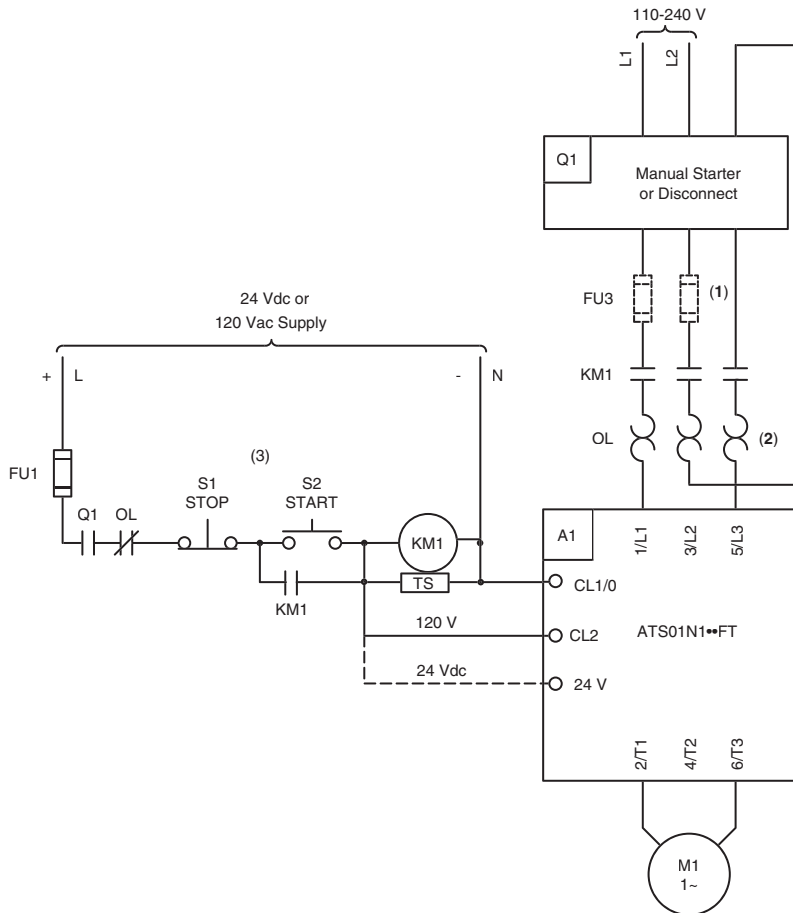 110-240 V
L1
L2
Q1
Manual Starter
or Disconnect
FU3
(1)
24 Vdc or
120 Vac Supply
+
L
-
N
KM1
OL
(2)
FU1
(3)
S1
STOP
S2
START
Q1
OL
KM1
A1
1/L1
3/L2
5/L3
TS
CL1/0
KM1
120 V
CL2
ATS01N1••FT
24 Vdc
24 V
2/T1
4/T2
6/T3
M1
1~